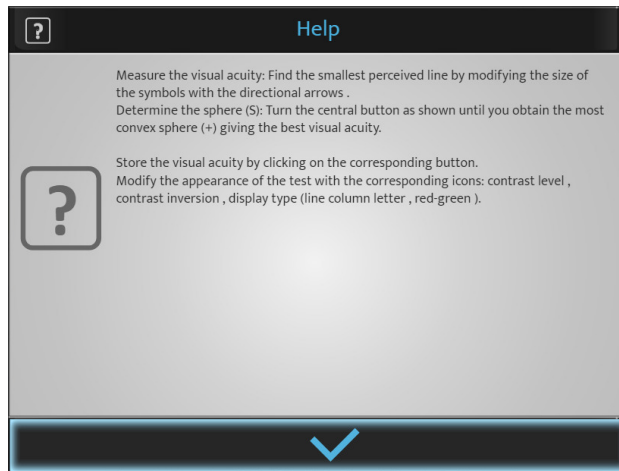 ? Help
Measure the visual acuity: Find the smallest perceived line by modifying the size of
the symbols with the directional arrows .
Determine the sphere (S): Turn the central button as shown until you obtain the most
convex sphere (+) giving the best visual acuity.
Store the visual acuity by clicking on the corresponding button.
Modify the appearance of the test with the corresponding icons: contrast level ,
contrast inversion , display type (line column letter , red-green ).
?